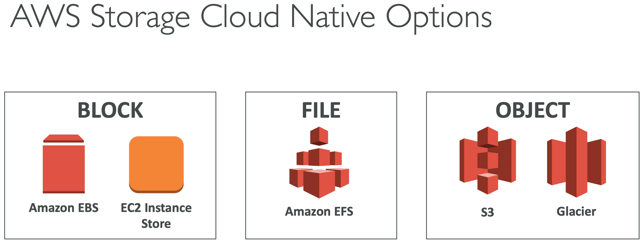 AWS Storage Cloud Native Options
BLOCK
Amazon EBS
EC2 Instance
Store
FILE
Amazon EFS
OBJECT
S3
Glacier